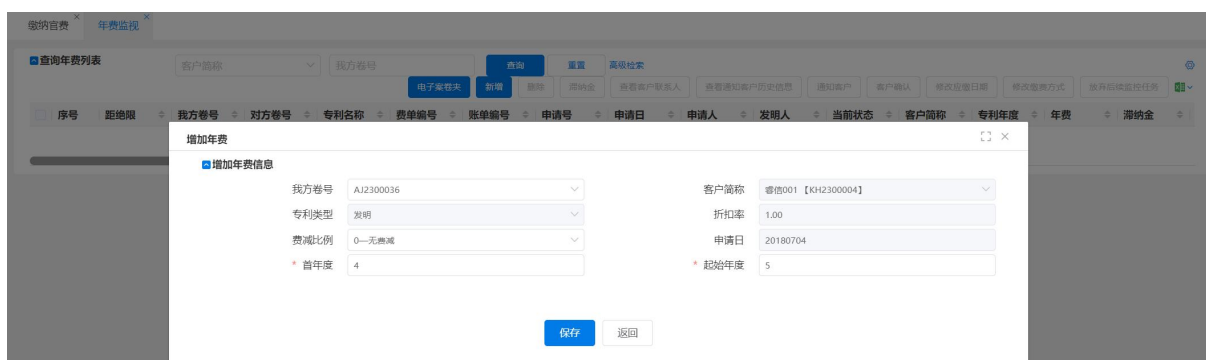 缴纳官费 × 年费监视 ×
查询年费列表 客户简称 我方卷号 查询 重置 高级检索
电子案卷夹 新增 删除 滞纳金 查看客户联系人 查看通知客户历史信息 通知客户 客户确认 修改应缴日期 修改缴费方式 放弃后续监控任务
序号 距绝限 我方卷号 对方卷号 专利名称 费单编号 账单编号 申请号 申请日 申请人 发明人 当前状态 客户简称 专利年度 年费 滞纳金
增加年费
增加年费信息
我方卷号 AJ2300036 客户简称 睿信001 【KH2300004】
专利类型 发明 折扣率 1.00
费减比例 0—无费减 申请日 20180704
* 首年度 4 * 起始年度 5
保存 返回